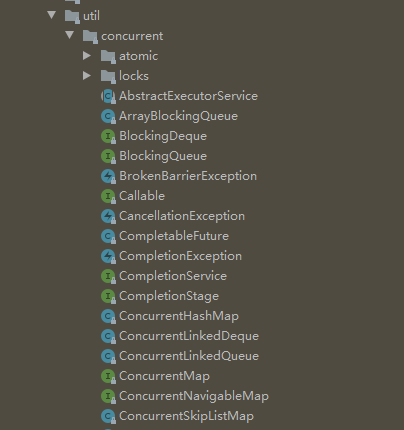 util
concurrent
atomic
locks
AbstractExecutorService
ArrayBlockingQueue
BlockingDeque
BlockingQueue
BrokenBarrierException
Callable
CancellationException
CompletableFuture
CompletionException
CompletionService
CompletionStage
ConcurrentHashMap
ConcurrentLinkedDeque
ConcurrentLinkedQueue
ConcurrentMap
ConcurrentNavigableMap
ConcurrentSkipListMap